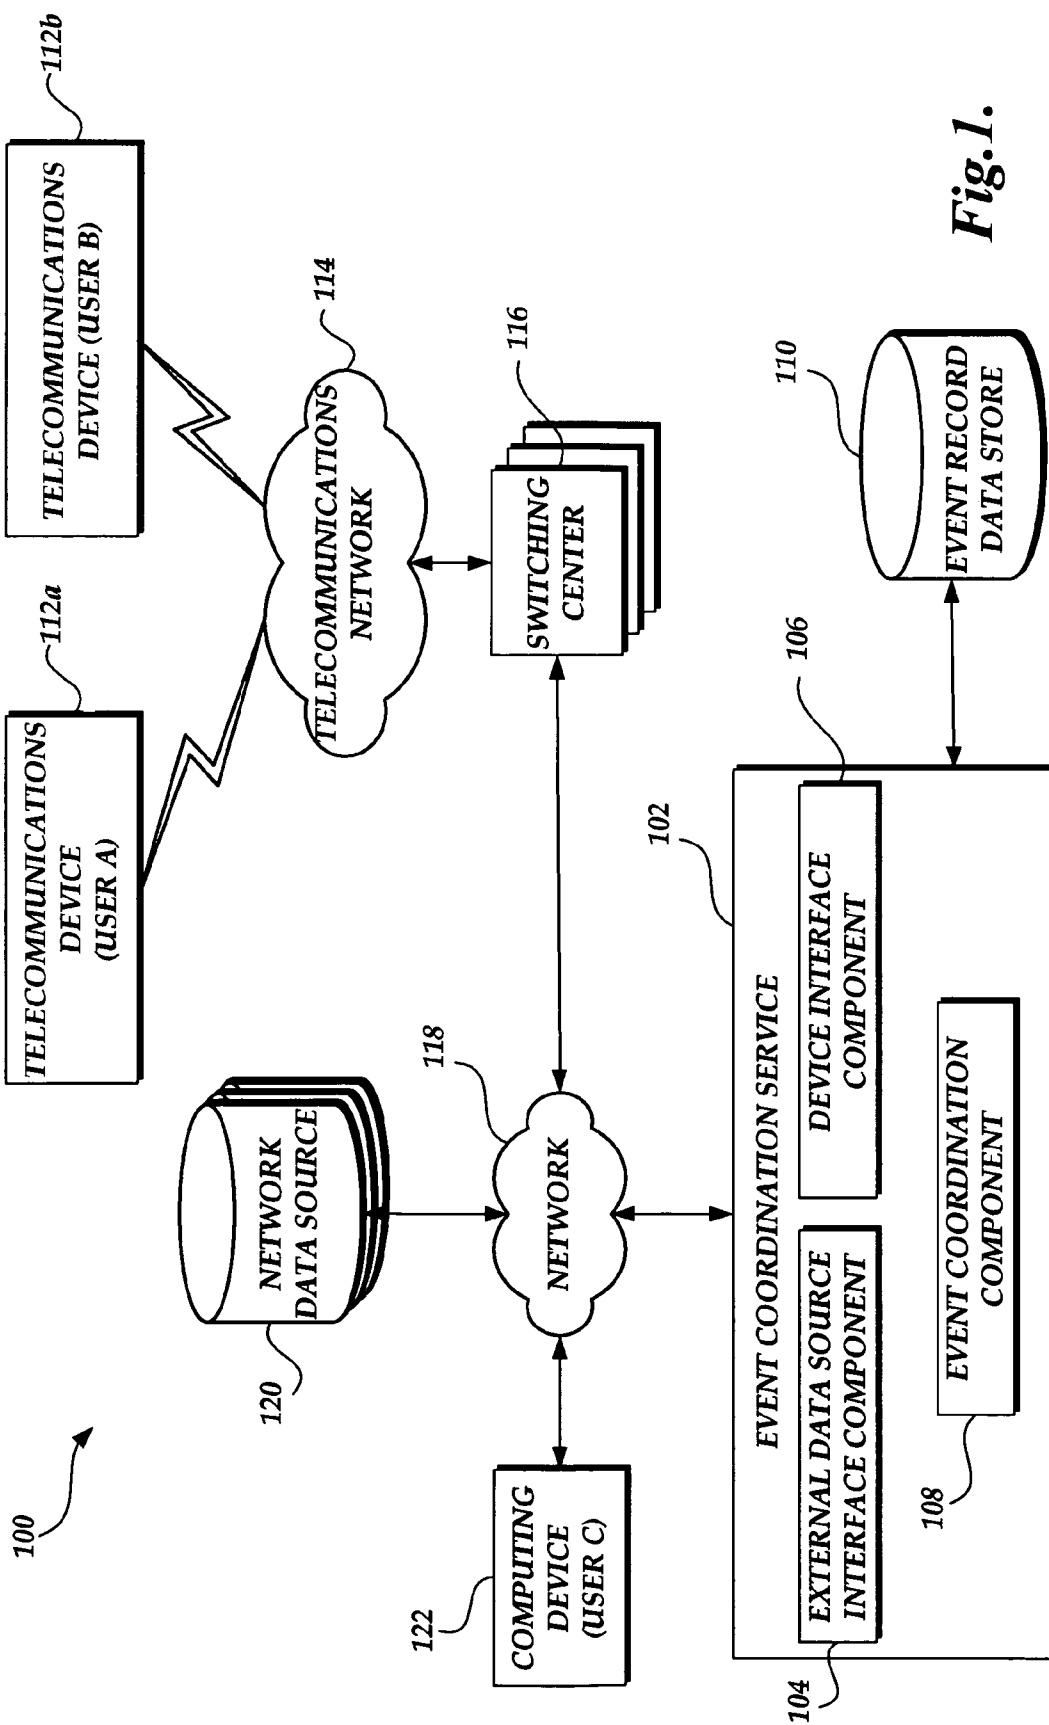 100
TELECOMMUNICATIONS
DEVICE
(USER A)
112a
TELECOMMUNICATIONS
DEVICE (USER B)
112b
NETWORK
DATA SOURCE
120
TELECOMMUNICATIONS
NETWORK
114
COMPUTING
DEVICE
(USER C)
122
NETWORK
118
SWITCHING
CENTER
116
EVENT COORDINATION SERVICE
102
EXTERNAL DATA SOURCE
INTERFACE COMPONENT
104
DEVICE INTERFACE
COMPONENT
106
EVENT COORDINATION
COMPONENT
108
EVENT RECORD
DATA STORE
110
Fig.1.